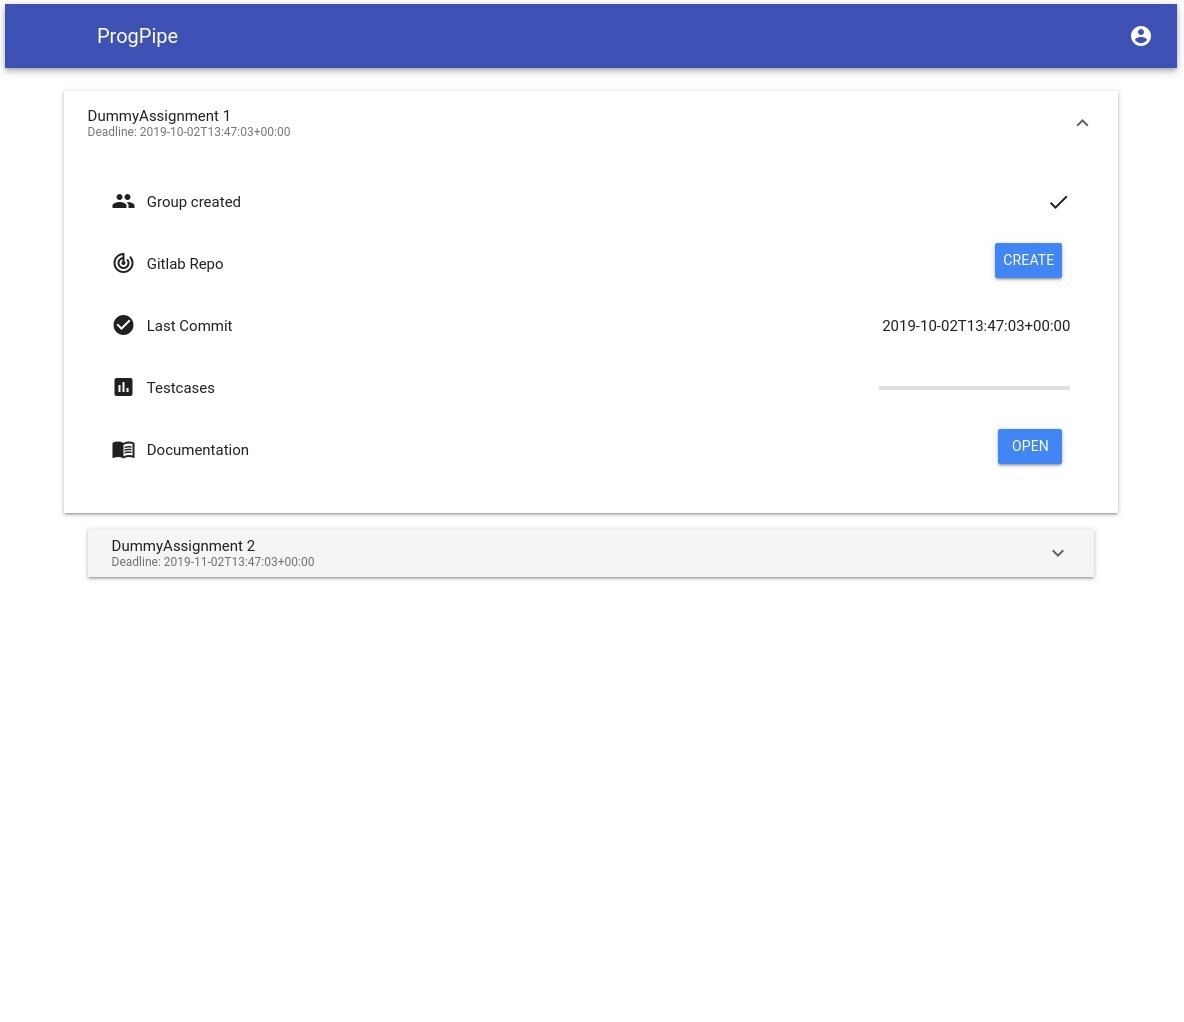 ProgPipe
DummyAssignment 1
Deadline: 2019-10-02T13:47:03+00:00
Group created
Gitlab Repo
CREATE
Last Commit
2019-10-02T13:47:03+00:00
Testcases
Documentation
OPEN
DummyAssignment 2
Deadline: 2019-11-02T13:47:03+00:00